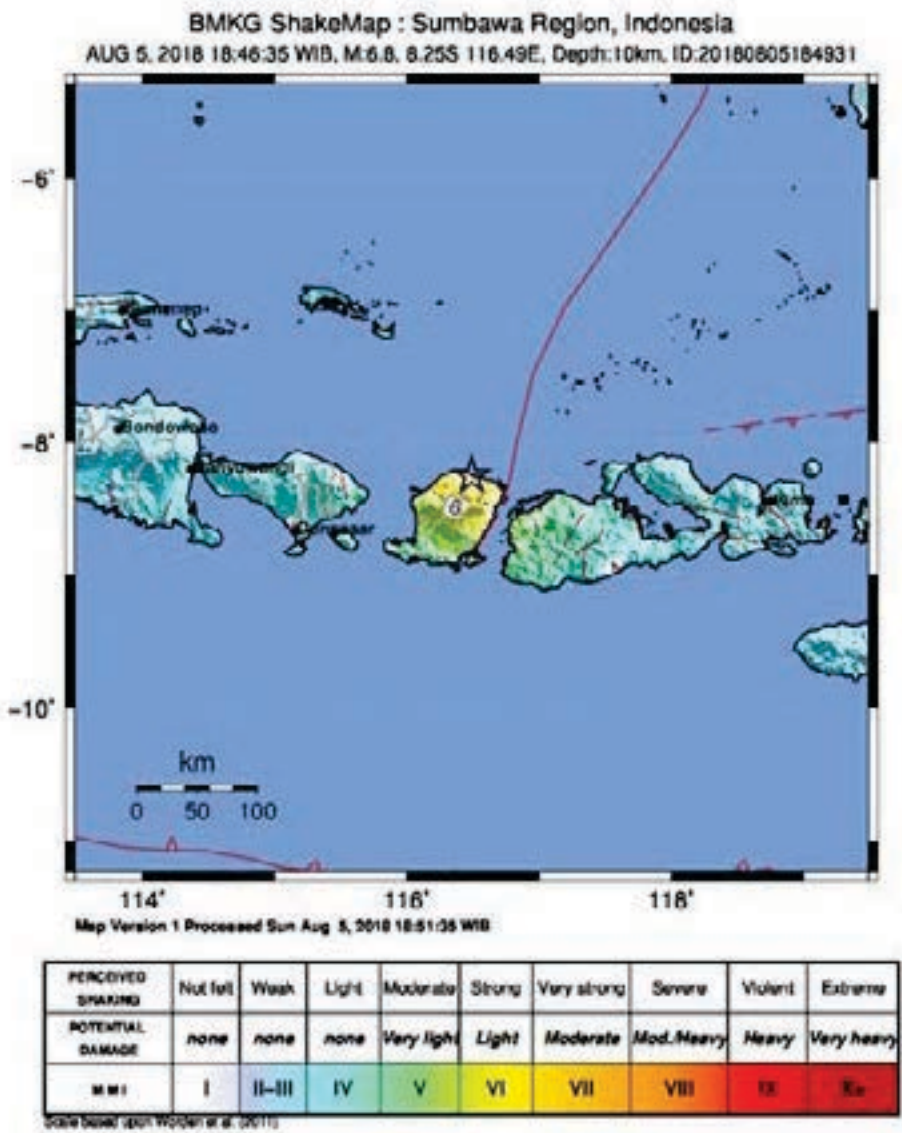 BMKG ShakeMap : Sumbawa Region, Indonesia
AUG 5, 2018 18:46:35 WIB, M:6.8, 8.25S 116.49E, Depth:10km, ID:20180805184931
-6°
-8°
-10°
Bondowoso
6
km
0 50 100
114° 116° 118°
Map Version 1 Processed Sun Aug 5, 2018 18:51:35 WIB
PERCEIVED SHAKING Not felt Weak Light Moderate Strong Very strong Severe Violent Extreme
POTENTIAL DAMAGE none none none Very light Light Moderate Mod./Heavy Heavy Very heavy
MMI I II-III IV V VI VII VIII IX X+
Scale based upon Worden et al. (2011)